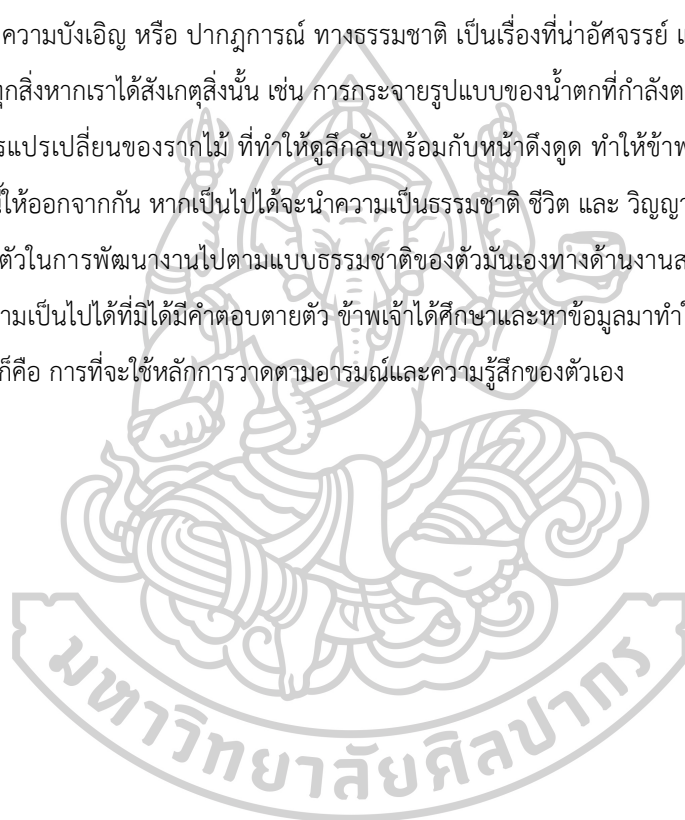 ความบังเอิญ หรือ ปากฎการณ์ ทางธรรมชาติ เป็นเรื่องที่น่าอัศจรรย์
ทุกสิ่งหากเราได้สังเกตุสิ่งนั้น เช่น การกระจายรูปแบบของน้ำตกที่กำลังต
รแปรเปลี่ยนของรากไม้ ที่ทำให้ดูลึกลับพร้อมกับหน้าดึงดูด ทำให้ข้าพ
นี้ให้ออกจากกัน หากเป็นไปได้จะนำความเป็นธรรมชาติ ชีวิต และ วิญญา
ตัวในการพัฒนางานไปตามแบบธรรมชาติของตัวมันเองทางด้านงานส
ามเป็นไปได้ที่มิได้มีคำตอบตายตัว ข้าพเจ้าได้ศึกษาและหาข้อมูลมาทำใ
ก็คือ การที่จะใช้หลักการวาดตามอารมณ์และความรู้สึกของตัวเอง
มหาวิทยาลัยศิลปากร